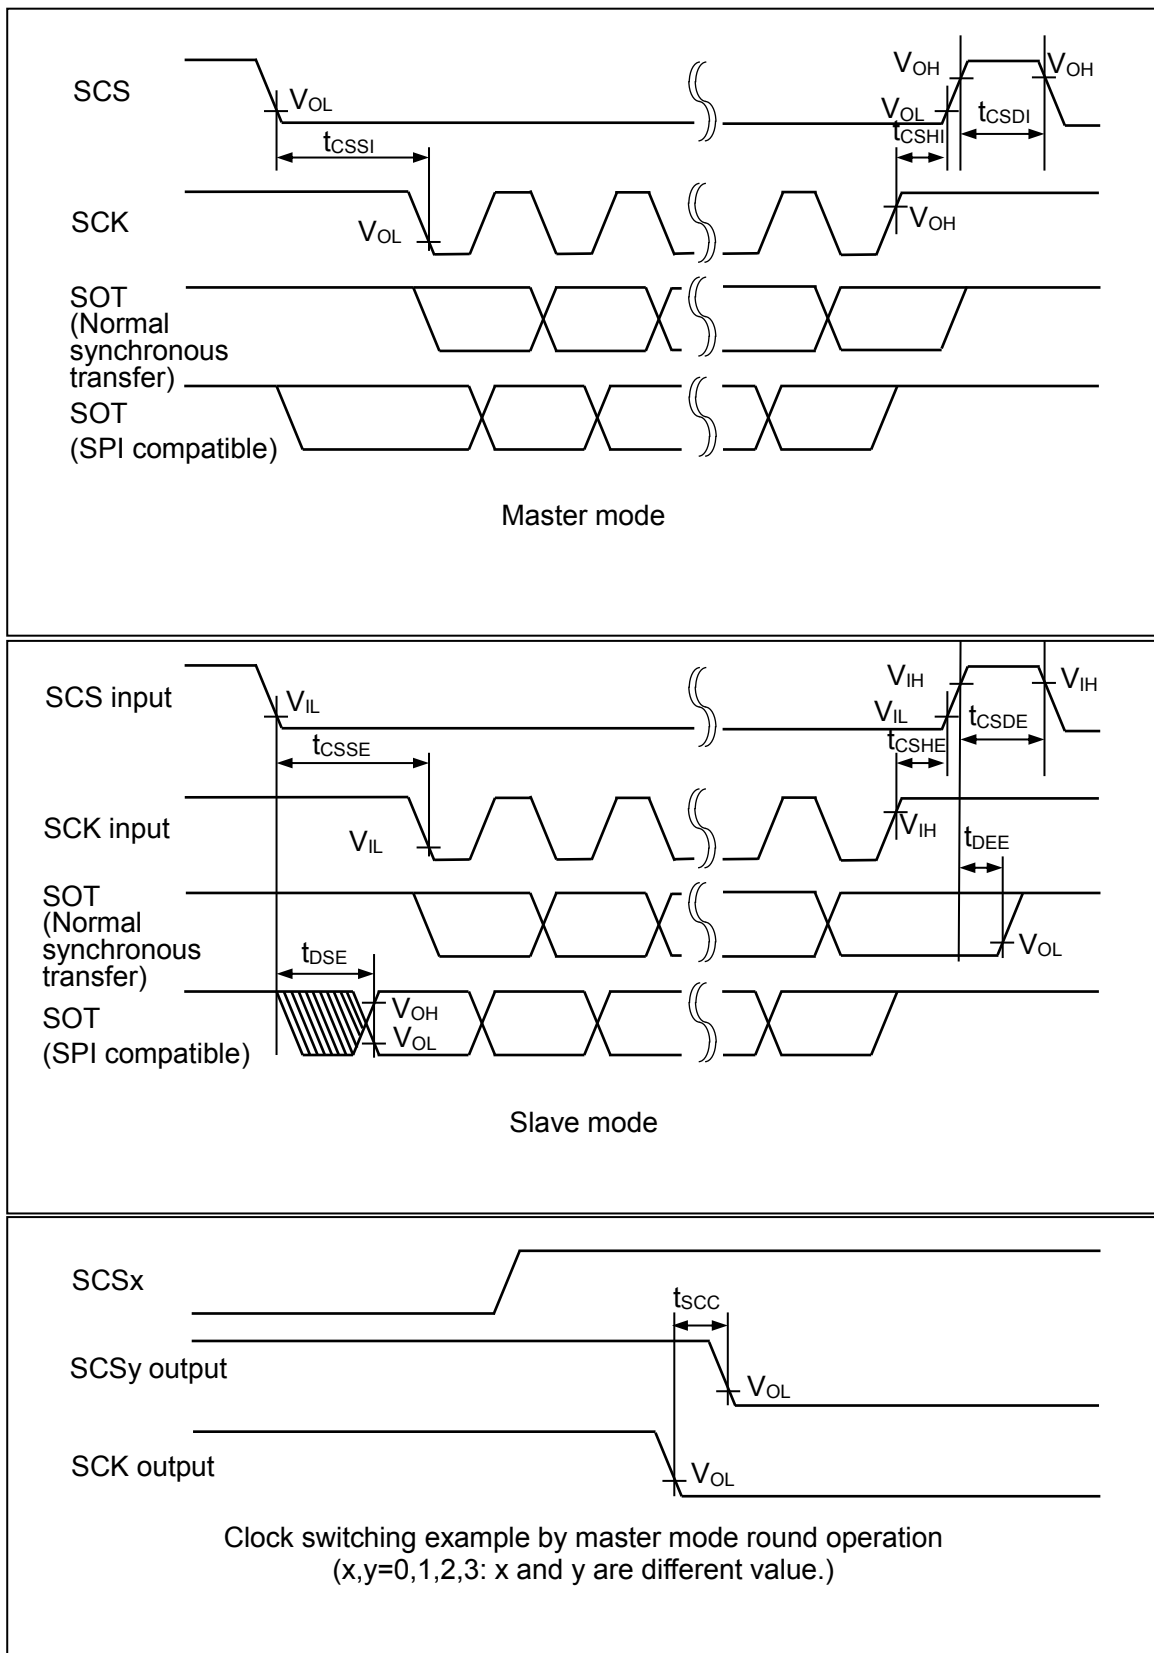 SCS
VOL
VOH
VOH
VOL
tCSDI
tCSHI
tCSSI
SCK
VOL
VOH
SOT
(Normal
synchronous
transfer)
SOT
(SPI compatible)
Master mode
SCS input
VIL
VIH
VIH
VIL
tCSDE
tCSHE
tCSSE
SCK input
VIL
VIH
tDEE
SOT
(Normal
synchronous
transfer)
VOL
tDSE
SOT
(SPI compatible)
VOH
VOL
Slave mode
SCSx
tSCC
SCSy output
VOL
SCK output
VOL
Clock switching example by master mode round operation
(x,y=0,1,2,3: x and y are different value.)